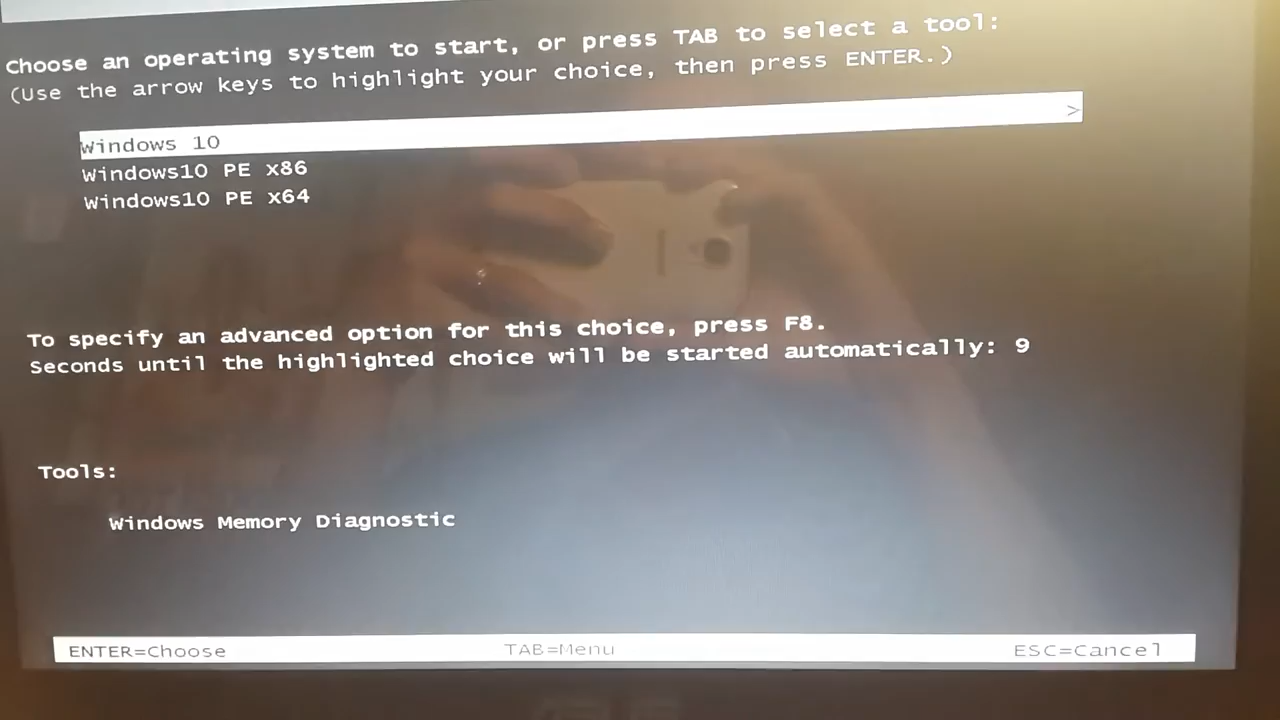 Choose an operating system to start, or press TAB to select a tool:
(Use the arrow keys to highlight your choice, then press ENTER.)
Windows 10 >
Windows10 PE x86
Windows10 PE x64
To specify an advanced option for this choice, press F8.
Seconds until the highlighted choice will be started automatically: 9
Tools:
Windows Memory Diagnostic
ENTER=Choose TAB=Menu ESC=Cancel